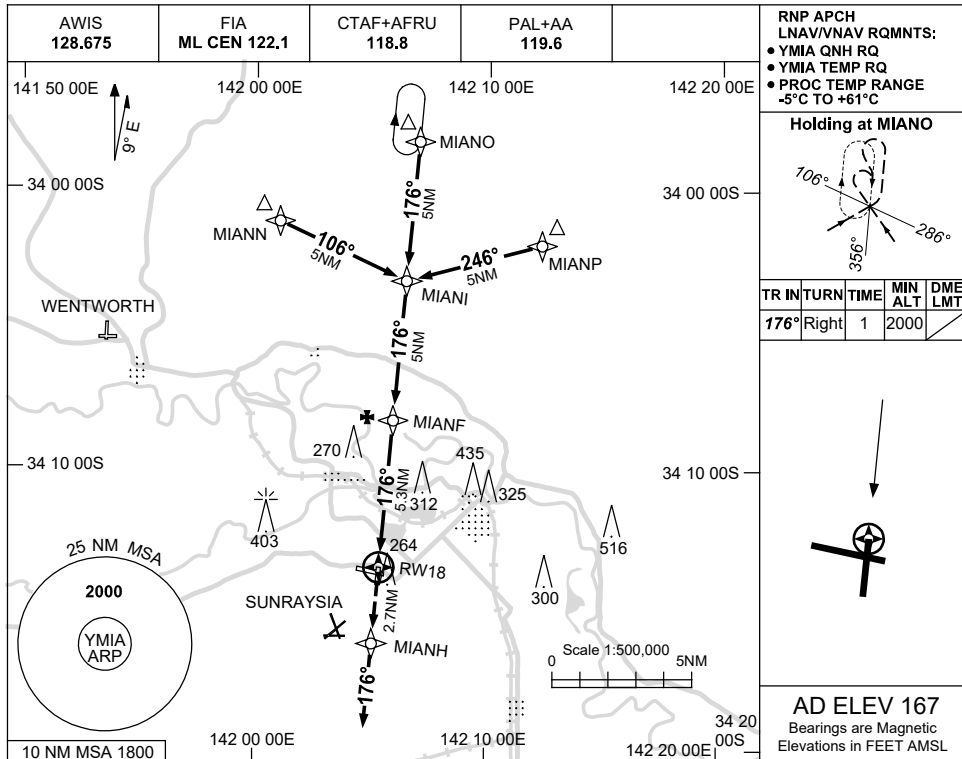 AWIS
128.675
FIA
ML CEN 122.1
CTAF+AFRU
118.8
PAL+AA
119.6
RNP APCH
LNAV/VNAV RQMNTS:
• YMIA QNH RQ
• YMIA TEMP RQ
• PROC TEMP RANGE
-5°C TO +61°C
141 50 00E
142 00 00E
142 10 00E
142 20 00E
9° E
MIANO
Holding at MIANO
106°
286°
356°
34 00 00S
34 00 00S
176°
5NM
MIANN
106°
5NM
246°
5NM
MIANP
MIANI
TR IN
TURN
TIME
MIN
ALT
DME
LMT
176°
Right
1
2000
WENTWORTH
176°
5NM
MIANF
34 10 00S
34 10 00S
270
435
325
312
176°
5.3NM
403
516
264
RW18
300
25 NM MSA
2000
YMIA
ARP
SUNRAYSIA
2.7NM
MIANH
Scale 1:500,000
0
5NM
176°
10 NM MSA 1800
142 00 00E
142 10 00E
142 20 00E
34 20
00S
AD ELEV 167
Bearings are Magnetic
Elevations in FEET AMSL